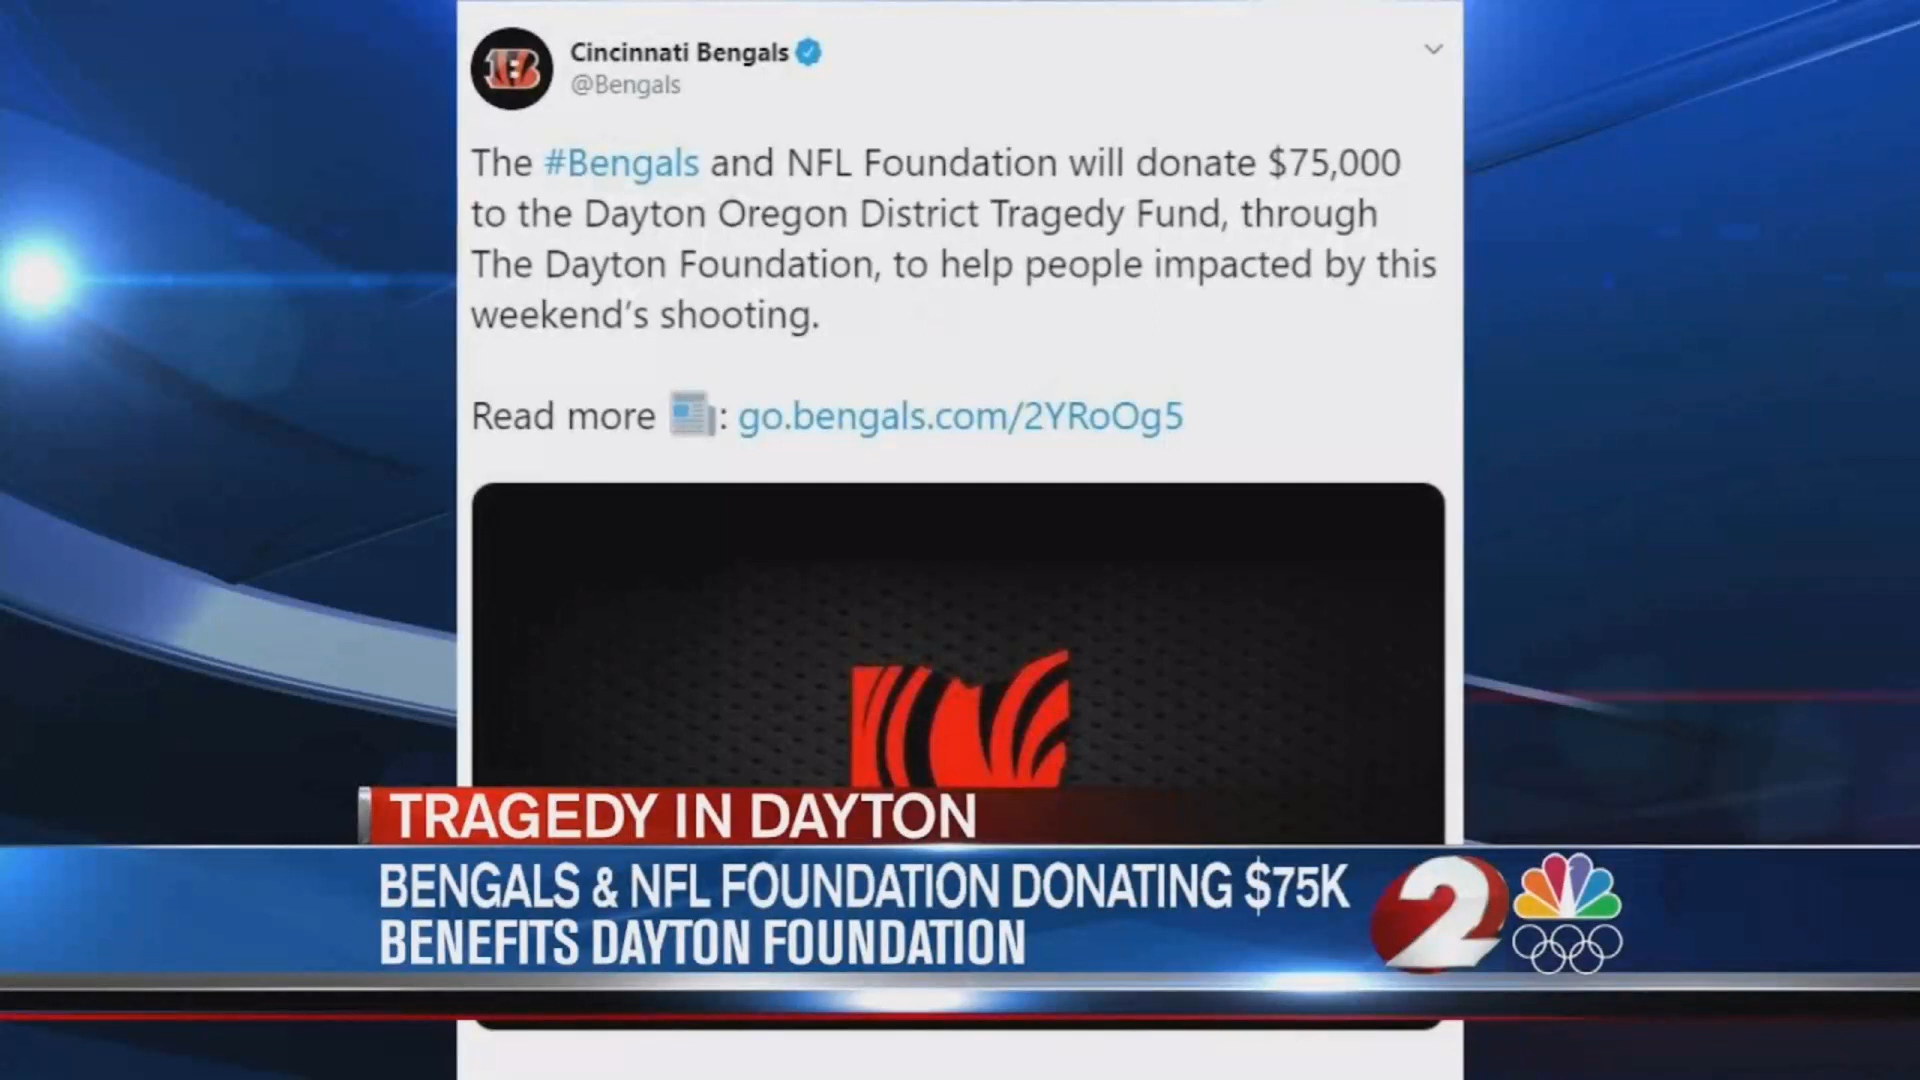 Cincinnati Bengals
@Bengals
The #Bengals and NFL Foundation will donate $75,000
to the Dayton Oregon District Tragedy Fund, through
The Dayton Foundation, to help people impacted by this
weekend's shooting.
Read more 📰: go.bengals.com/2YRoOg5
TRAGEDY IN DAYTON
BENGALS & NFL FOUNDATION DONATING $75K
BENEFITS DAYTON FOUNDATION
2